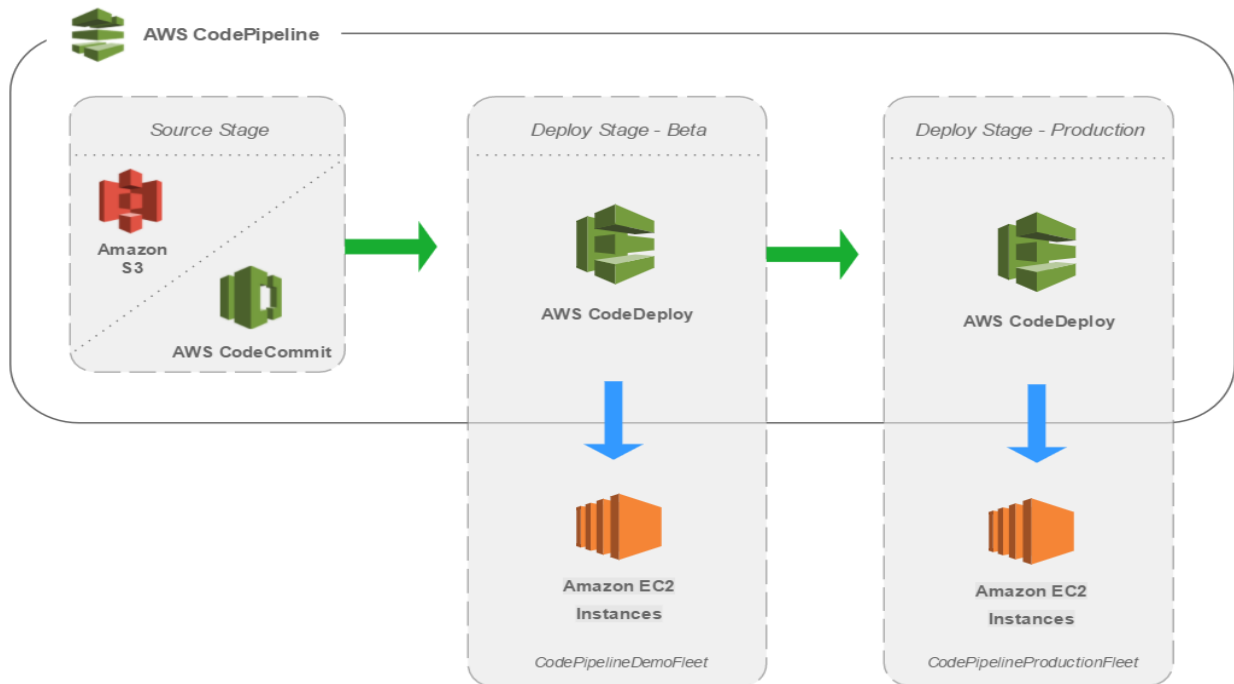 AWS CodePipeline
Source Stage
Amazon
S3
AWS CodeCommit
Deploy Stage - Beta
AWS CodeDeploy
Amazon EC2
Instances
CodePipelineDemoFleet
Deploy Stage - Production
AWS CodeDeploy
Amazon EC2
Instances
CodePipelineProductionFleet